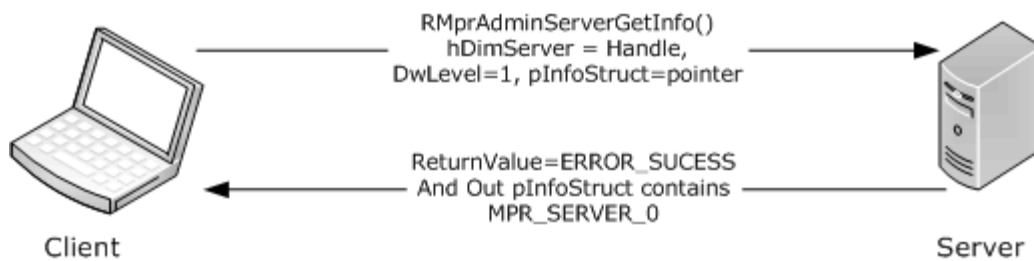 RMprAdminServerGetInfo()
hDimServer = Handle,
DwLevel=1, pInfoStruct=pointer
ReturnValue=ERROR_SUCESS
And Out pInfoStruct contains
MPR_SERVER_0
Client
Server